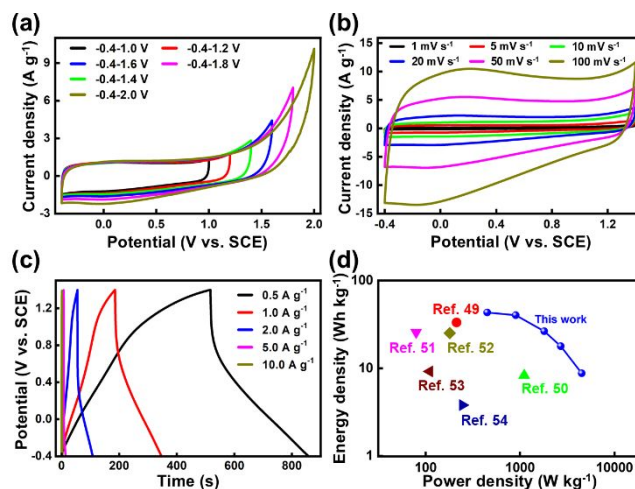 (a)
Current density (A g⁻¹)
9
6
3
0
-3
-0.4-1.0 V
-0.4-1.2 V
-0.4-1.6 V
-0.4-1.8 V
-0.4-1.4 V
-0.4-2.0 V
0.0 0.5 1.0 1.5 2.0
Potential (V vs. SCE)
(b)
Current density (A g⁻¹)
15
10
5
0
-5
-10
-15
1 mV s⁻¹
5 mV s⁻¹
10 mV s⁻¹
20 mV s⁻¹
50 mV s⁻¹
100 mV s⁻¹
-0.4 0.0 0.4 0.8 1.2
Potential (V vs. SCE)
(c)
Potential (V vs. SCE)
1.2
0.8
0.4
0.0
-0.4
0.5 A g⁻¹
1.0 A g⁻¹
2.0 A g⁻¹
5.0 A g⁻¹
10.0 A g⁻¹
0 200 400 600 800
Time (s)
(d)
Energy density (Wh kg⁻¹)
100
10
1
Ref. 49
This work
Ref. 51
Ref. 52
Ref. 53
Ref. 50
Ref. 54
100 1000 10000
Power density (W kg⁻¹)